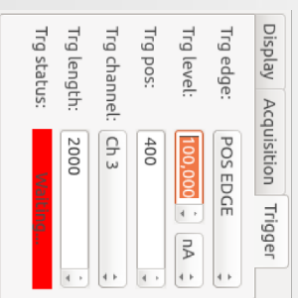 Display Acquisition Trigger
Trg edge: POS EDGE
Trg level: 100,000 nA
Trg pos: 400
Trg channel: Ch 3
Trg length: 2000
Trg status: Waiting...